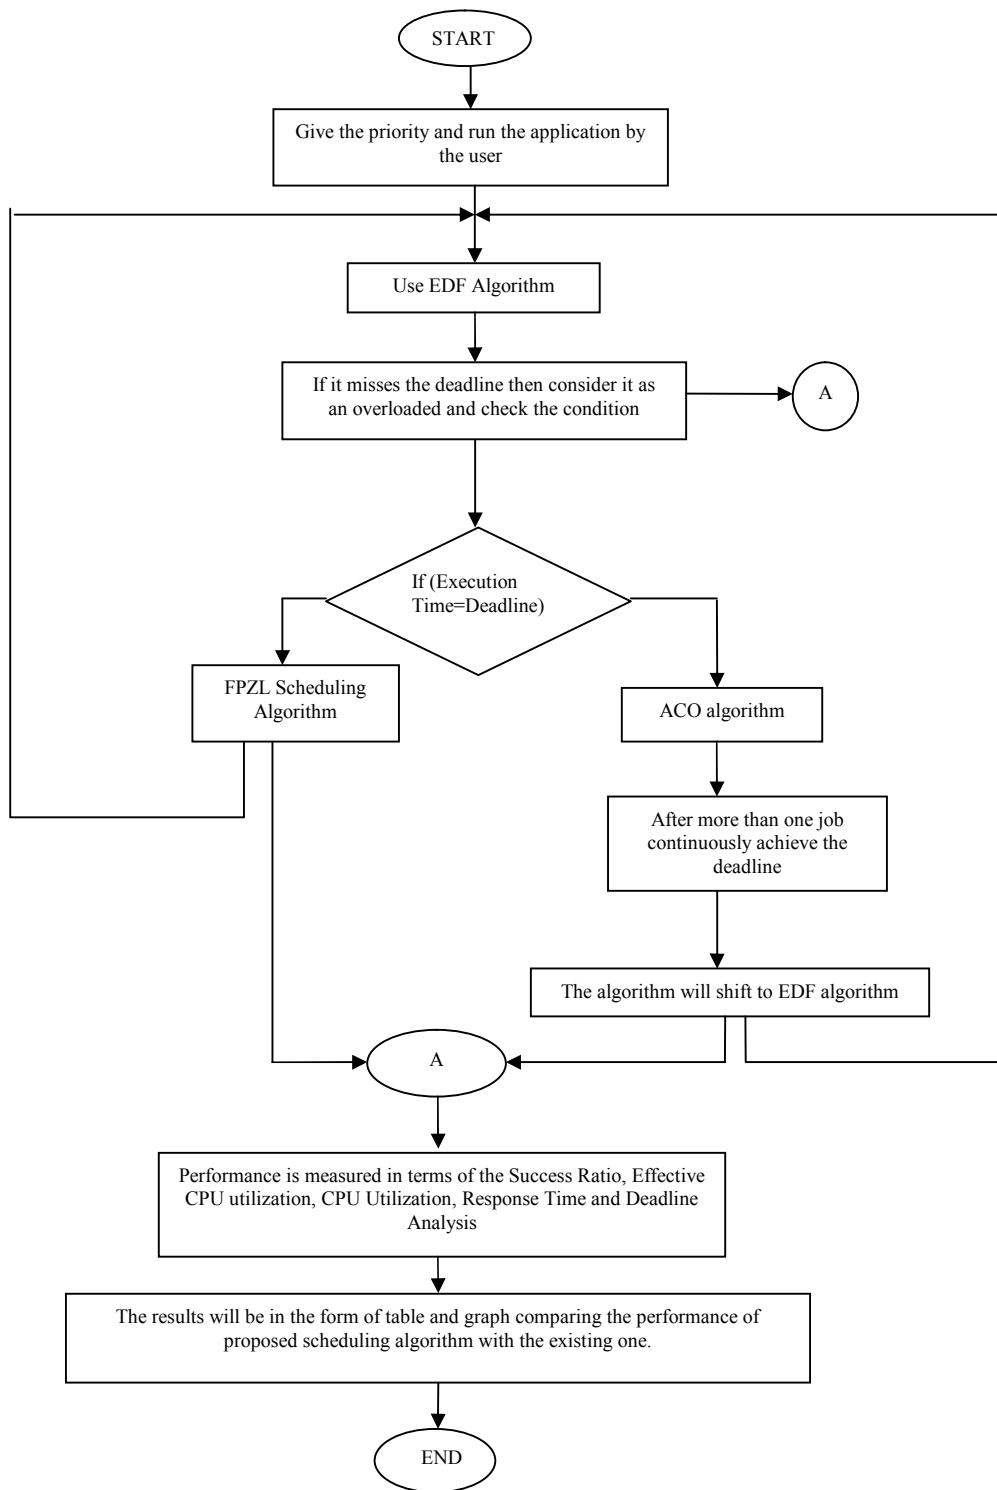 START
Give the priority and run the application by
the user
Use EDF Algorithm
If it misses the deadline then consider it as
an overloaded and check the condition
A
If (Execution
Time=Deadline)
FPZL Scheduling
Algorithm
ACO algorithm
After more than one job
continuously achieve the
deadline
The algorithm will shift to EDF algorithm
A
Performance is measured in terms of the Success Ratio, Effective
CPU utilization, CPU Utilization, Response Time and Deadline
Analysis
The results will be in the form of table and graph comparing the performance of
proposed scheduling algorithm with the existing one.
END